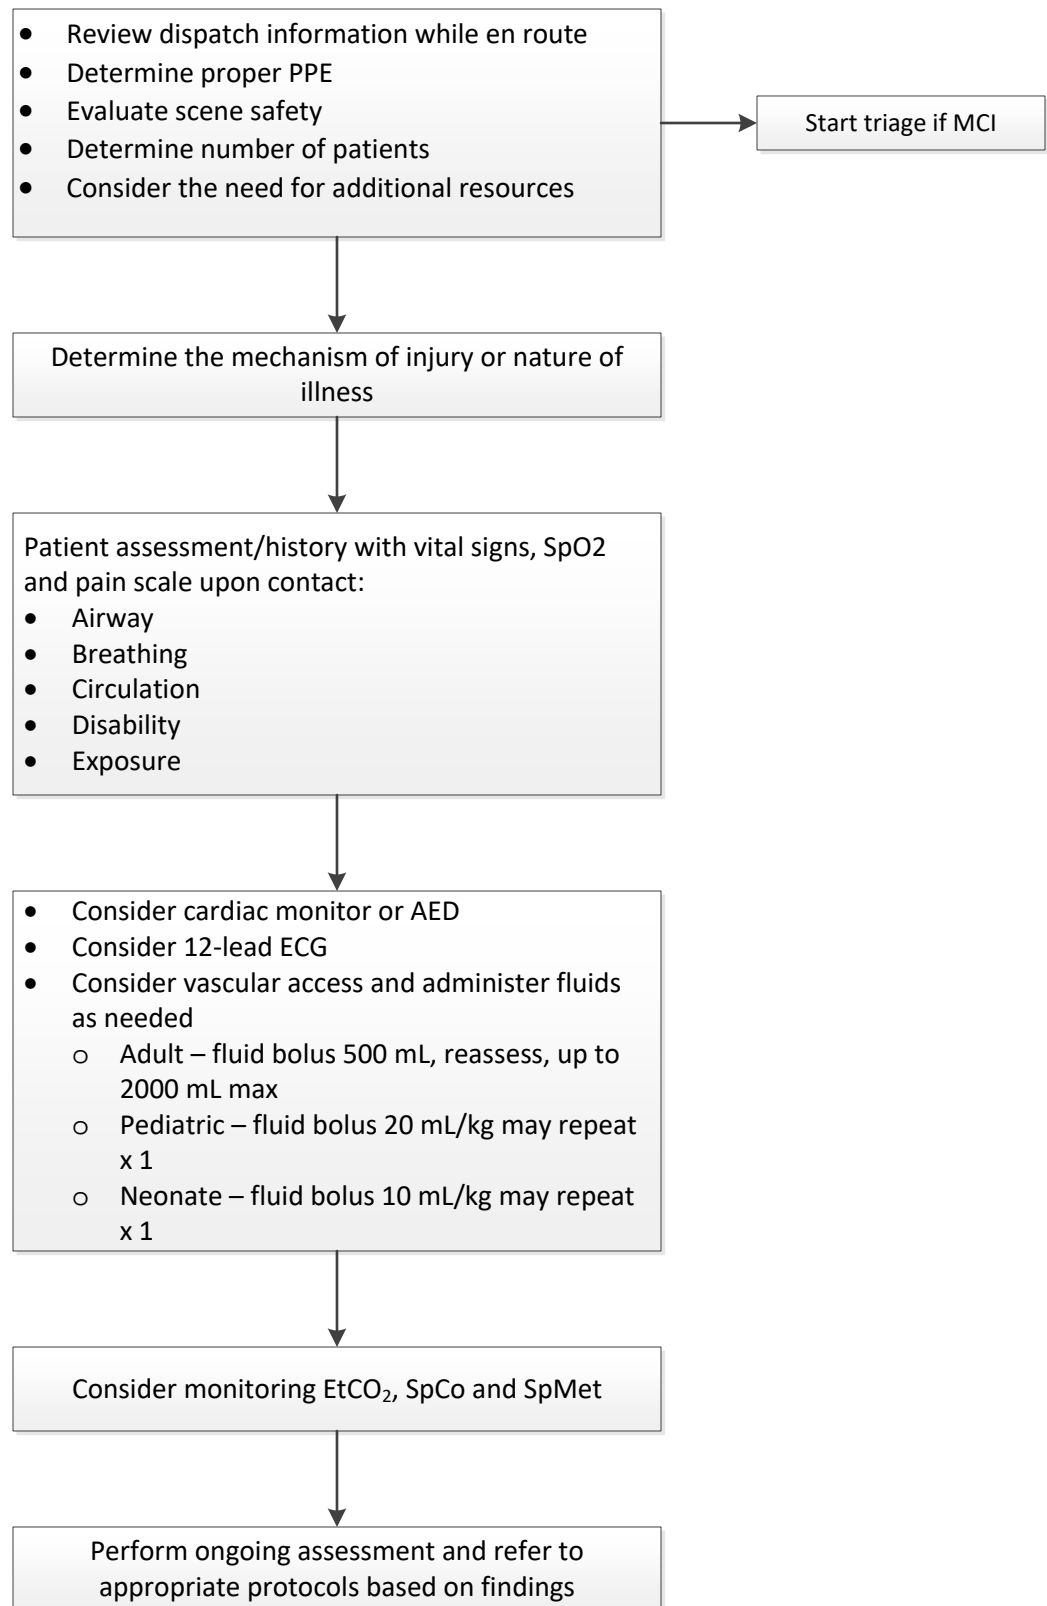 • Review dispatch information while en route
• Determine proper PPE
• Evaluate scene safety
• Determine number of patients
• Consider the need for additional resources
Start triage if MCI
Determine the mechanism of injury or nature of
illness
Patient assessment/history with vital signs, SpO2
and pain scale upon contact:
• Airway
• Breathing
• Circulation
• Disability
• Exposure
• Consider cardiac monitor or AED
• Consider 12-lead ECG
• Consider vascular access and administer fluids
as needed
o Adult – fluid bolus 500 mL, reassess, up to
2000 mL max
o Pediatric – fluid bolus 20 mL/kg may repeat
x 1
o Neonate – fluid bolus 10 mL/kg may repeat
x 1
Consider monitoring EtCO₂, SpCo and SpMet
Perform ongoing assessment and refer to
appropriate protocols based on findings